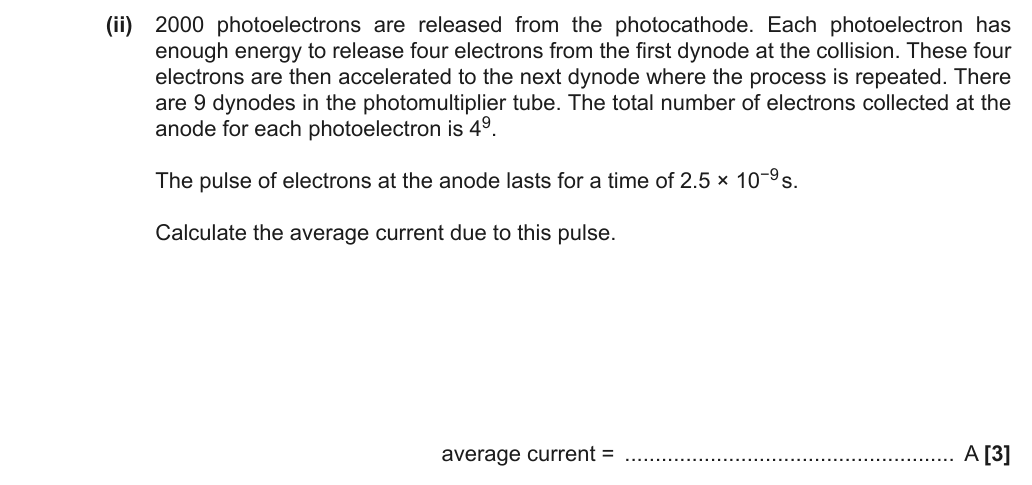 (ii) 2000 photoelectrons are released from the photocathode. Each photoelectron has
enough energy to release four electrons from the first dynode at the collision. These four
electrons are then accelerated to the next dynode where the process is repeated. There
are 9 dynodes in the photomultiplier tube. The total number of electrons collected at the
anode for each photoelectron is 4⁹.
The pulse of electrons at the anode lasts for a time of 2.5 × 10⁻⁹ s.
Calculate the average current due to this pulse.
average current = ...................................................... A [3]